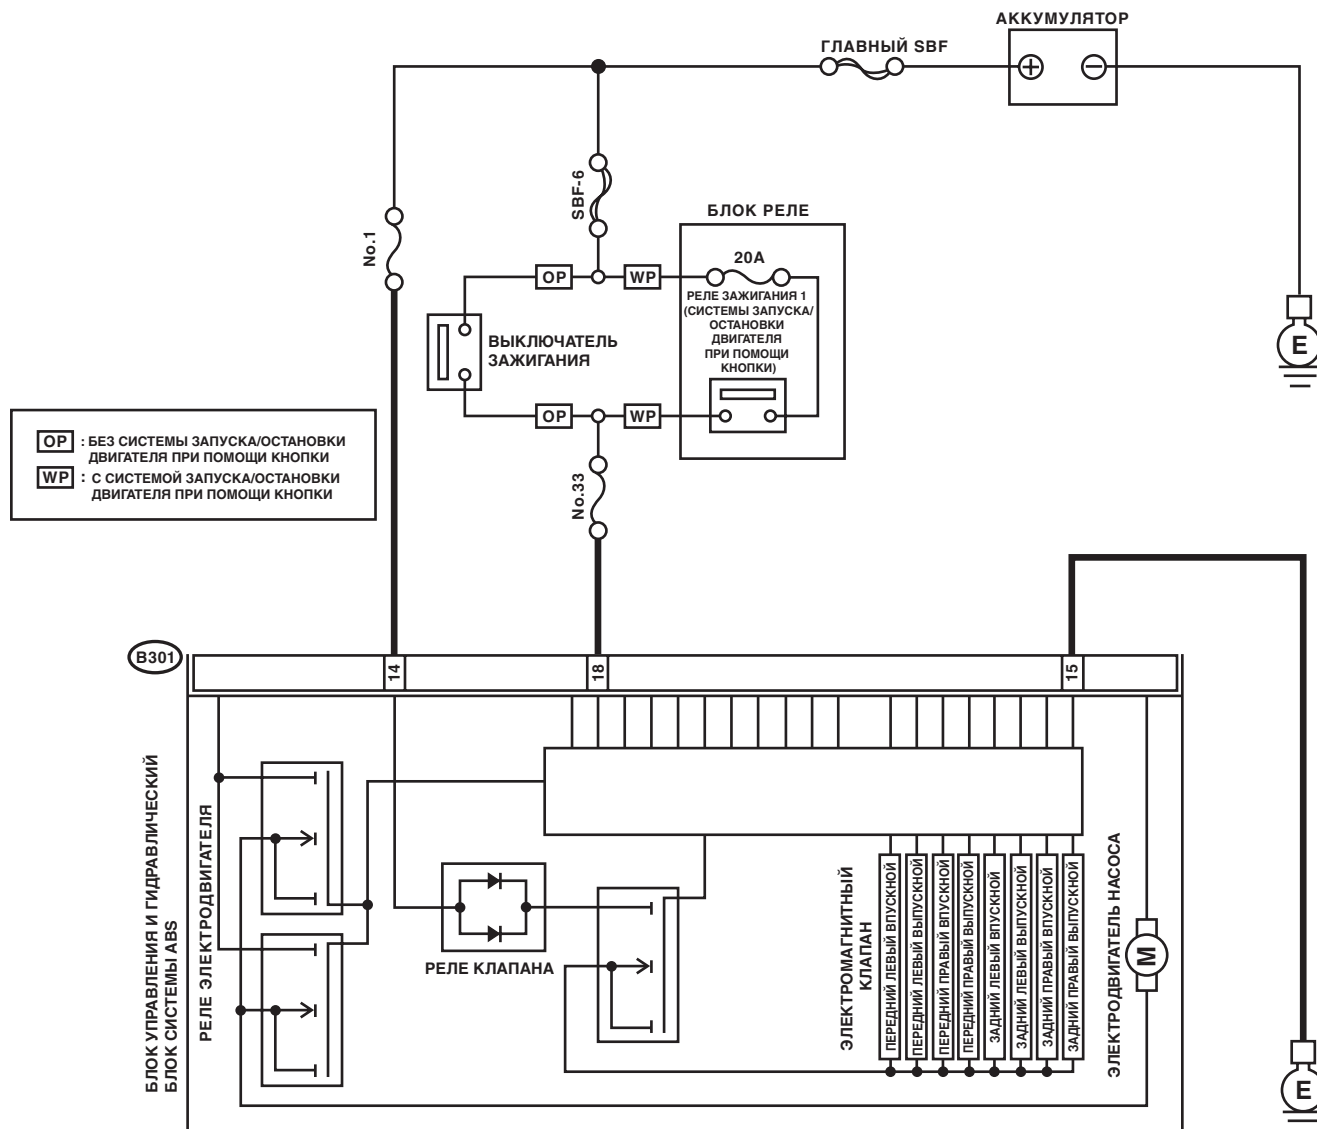 АККУМУЛЯТОР
ГЛАВНЫЙ SBF
SBF-6
No.1
БЛОК РЕЛЕ
20A
OP
WP
РЕЛЕ ЗАЖИГАНИЯ 1
(СИСТЕМЫ ЗАПУСКА/
ОСТАНОВКИ
ДВИГАТЕЛЯ
ПРИ ПОМОЩИ
КНОПКИ)
ВЫКЛЮЧАТЕЛЬ
ЗАЖИГАНИЯ
E
OP
WP
OP : БЕЗ СИСТЕМЫ ЗАПУСКА/ОСТАНОВКИ
ДВИГАТЕЛЯ ПРИ ПОМОЩИ КНОПКИ
WP : С СИСТЕМОЙ ЗАПУСКА/ОСТАНОВКИ
ДВИГАТЕЛЯ ПРИ ПОМОЩИ КНОПКИ
No.33
B301
14
18
15
БЛОК УПРАВЛЕНИЯ И ГИДРАВЛИЧЕСКИЙ
БЛОК СИСТЕМЫ ABS
РЕЛЕ ЭЛЕКТРОДВИГАТЕЛЯ
РЕЛЕ КЛАПАНА
ЭЛЕКТРОМАГНИТНЫЙ
КЛАПАН
ПЕРЕДНИЙ ЛЕВЫЙ ВПУСКНОЙ
ПЕРЕДНИЙ ЛЕВЫЙ ВЫПУСКНОЙ
ПЕРЕДНИЙ ПРАВЫЙ ВПУСКНОЙ
ПЕРЕДНИЙ ПРАВЫЙ ВЫПУСКНОЙ
ЗАДНИЙ ЛЕВЫЙ ВПУСКНОЙ
ЗАДНИЙ ЛЕВЫЙ ВЫПУСКНОЙ
ЗАДНИЙ ПРАВЫЙ ВПУСКНОЙ
ЗАДНИЙ ПРАВЫЙ ВЫПУСКНОЙ
ЭЛЕКТРОДВИГАТЕЛЬ НАСОСА
M
E